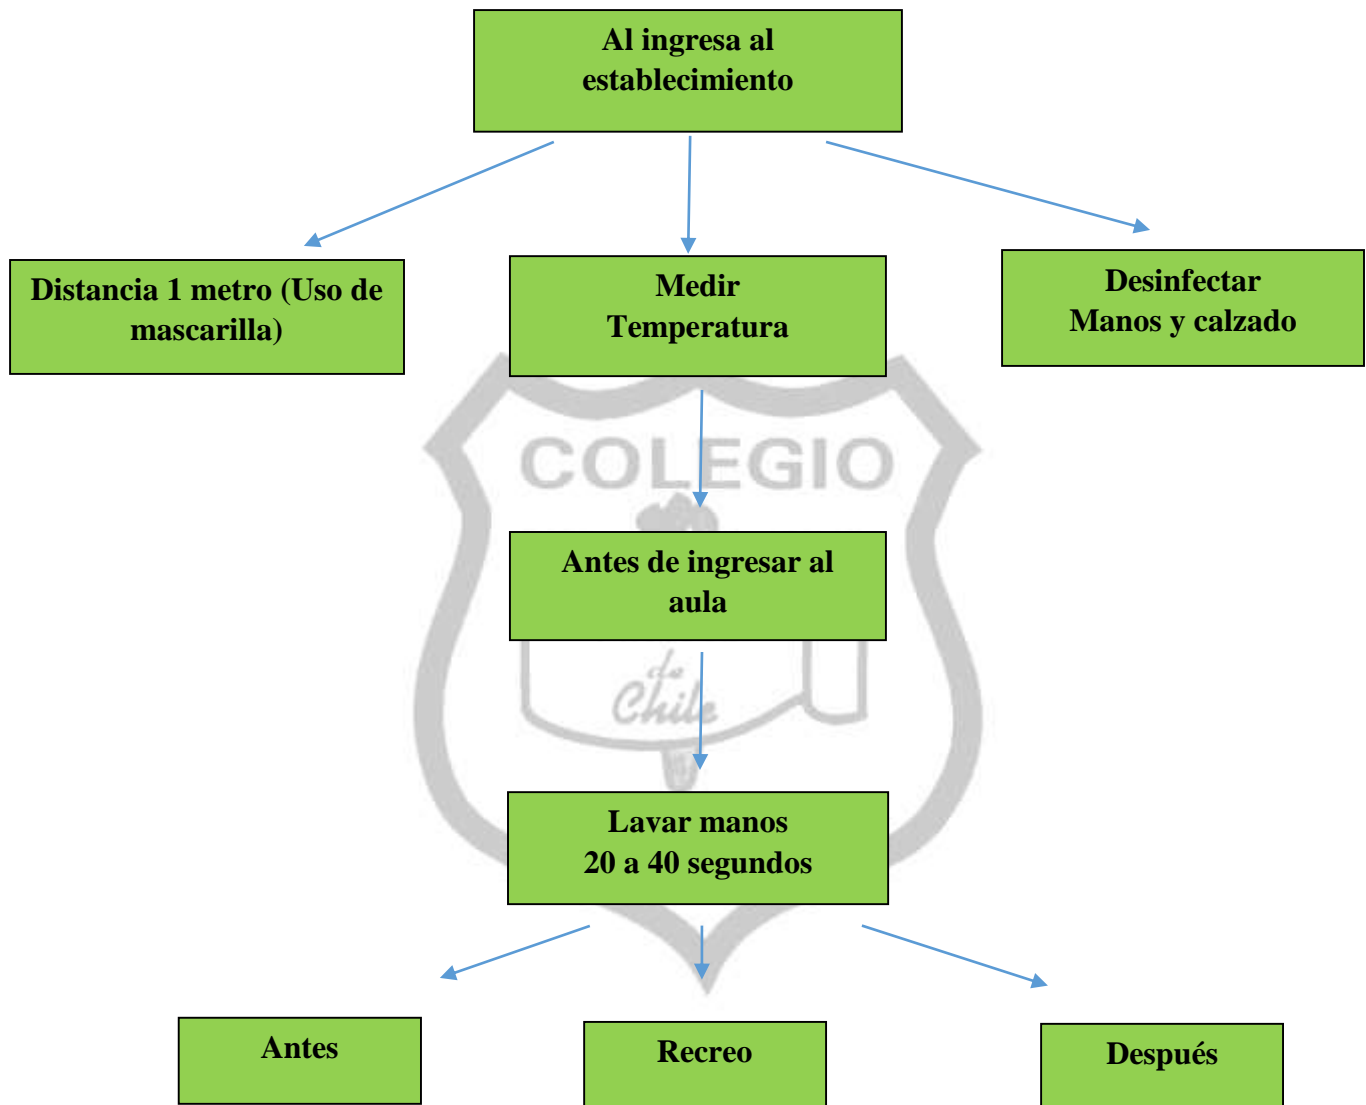 Al ingresa al
establecimiento
Distancia 1 metro (Uso de
mascarilla)
Medir
Temperatura
Desinfectar
Manos y calzado
COLEGIO
Antes de ingresar al
aula
de
Chile
Lavar manos
20 a 40 segundos
Antes
Recreo
Después